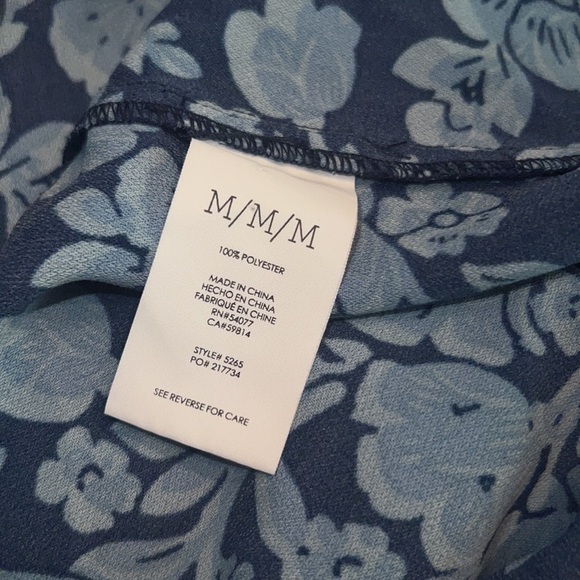 M/M/M
100% POLYESTER
MADE IN CHINA
HECHO EN CHINA
FABRIQUÉ EN CHINE
RN#54077
CA#59814
STYLE# 5265
PO# 217734
SEE REVERSE FOR CARE